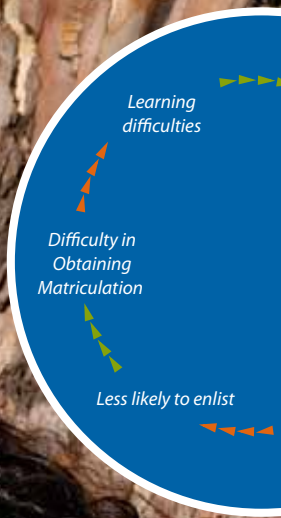 Learning
difficulties
Difficulty in
Obtaining
Matriculation
Less likely to enlist